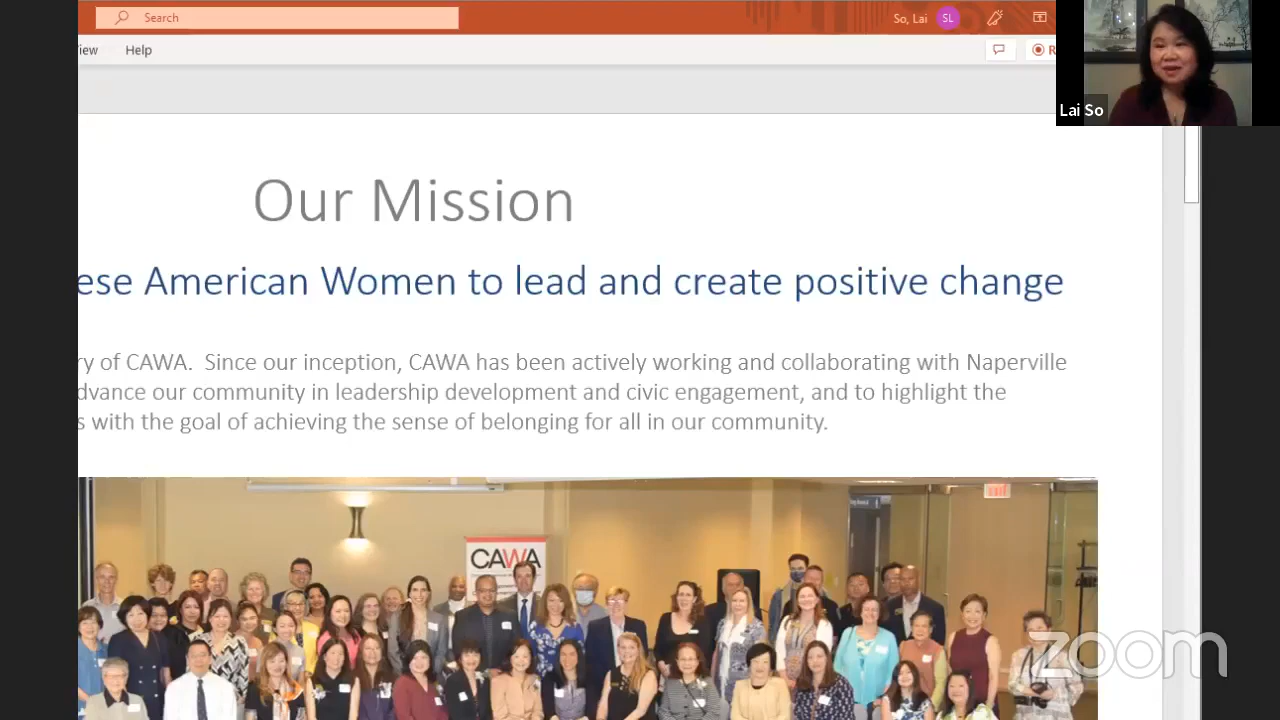 Search
So, Lai
SL
iew
Help
R
Lai So
Our Mission
ese American Women to lead and create positive change
ry of CAWA. Since our inception, CAWA has been actively working and collaborating with Naperville
dvance our community in leadership development and civic engagement, and to highlight the
s with the goal of achieving the sense of belonging for all in our community.
CAWA
zoom